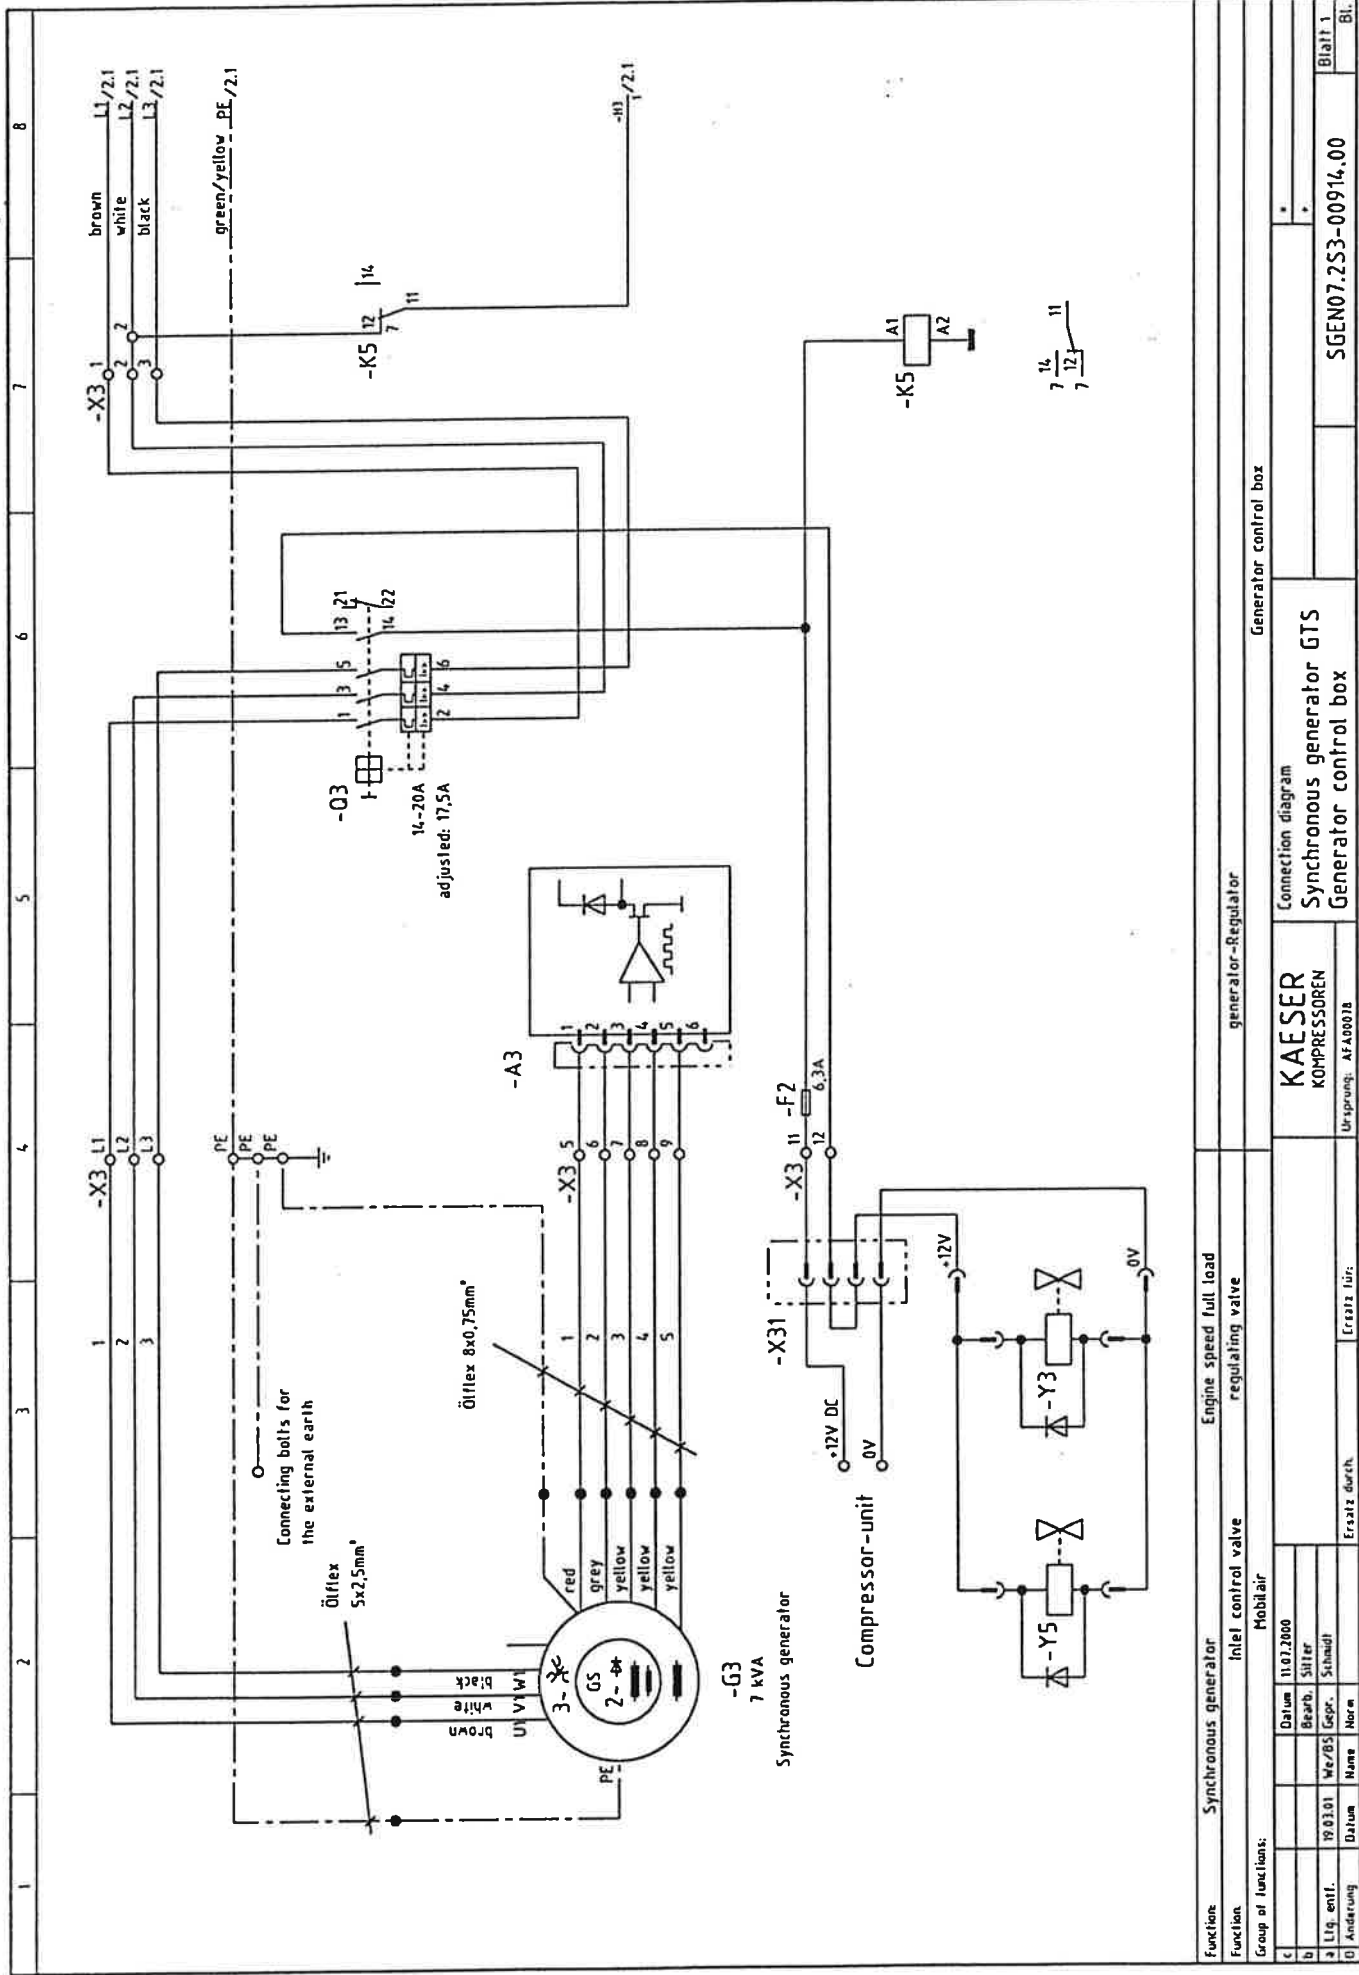 1 2 3 4 5 6 7 8
-X3 L1
L2
L3
1
2
3
-X3 1
2
3
2
brown L1/2.1
white L2/2.1
black L3/2.1
green/yellow PE/2.1
PE
PE
PE
Connecting bolts for
the external earth
Ölflex
5x2,5mm²
Ölflex 8x0,75mm²
-Q3
14-20A
adjusted: 17,5A
1 3 5 13 21
2 4 6 14 22
I>> I>> I>>
-K5 12 14
7 11
-H3
1 /2.1
brown white black
U1 V1 W1
PE
3~
GS
2~
-G3
7 kVA
Synchronous generator
red
grey
yellow
yellow
yellow
1
2
3
4
5
-X3 5
6
7
8
9
-A3
1
2
3
4
5
6
-X31
-X3 11
12
-F2
6,3A
+12V DC
0V
Compressor-unit
+12V
0V
-Y5
-Y3
-K5 A1
A2
7 14
7 12 11
Function: Synchronous generator Engine speed full load generator-Regulator
Function: Inlet control valve regulating valve
Group of functions: Mobilair Generator control box
c Datum 11.07.2000
b Bearb. Sitter
a Ltg. entf. 19.03.01 We/BS Gepr. Schmidt
0 Änderung Datum Name Norm Ersatz durch: Ersatz für: Ursprung: AFA00078
KAESER
KOMPRESSOREN
Connection diagram
Synchronous generator GTS
Generator control box
SGEN07.2S3-00914.00
Blatt 1
Bl.